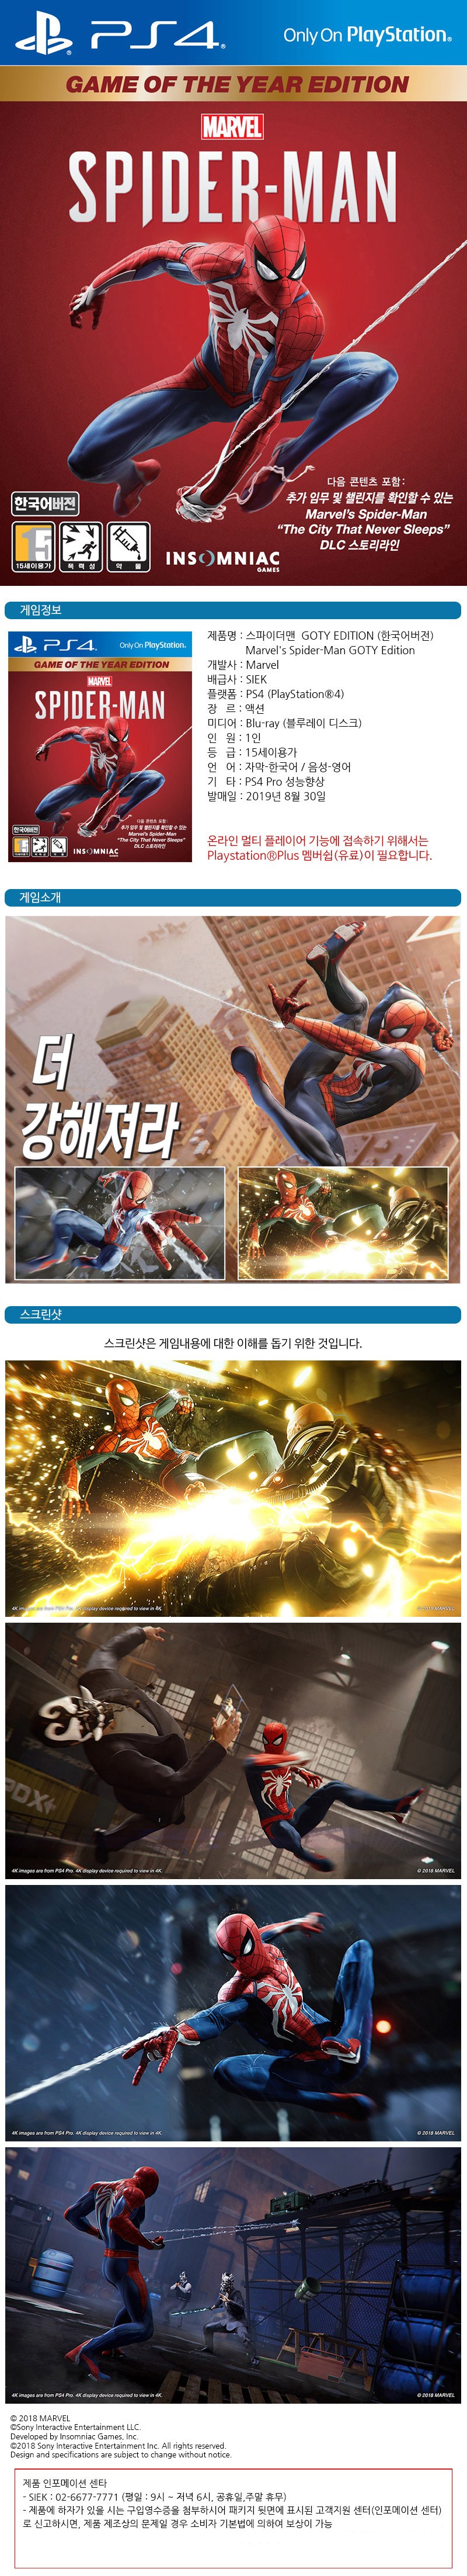 PS4
Only On PlayStation®
GAME OF THE YEAR EDITION
MARVEL
SPIDER-MAN
다음 콘텐츠 포함:
추가 임무 및 챌린지를 확인할 수 있는
Marvel's Spider-Man
"The City That Never Sleeps"
DLC 스토리라인
한국어버전
15
15세이용가
폭력성
약물
INSOMNIAC
GAMES
게임정보
PS4
Only On PlayStation®
GAME OF THE YEAR EDITION
MARVEL
SPIDER-MAN
다음 콘텐츠 포함:
추가 임무 및 챌린지를 확인할 수 있는
Marvel's Spider-Man
"The City That Never Sleeps"
DLC 스토리라인
한국어버전
INSOMNIAC
제품명 : 스파이더맨 GOTY EDITION (한국어버전)
Marvel's Spider-Man GOTY Edition
개발사 : Marvel
배급사 : SIEK
플랫폼 : PS4 (PlayStation®4)
장 르 : 액션
미디어 : Blu-ray (블루레이 디스크)
인 원 : 1인
등 급 : 15세이용가
언 어 : 자막-한국어 / 음성-영어
기 타 : PS4 Pro 성능향상
발매일 : 2019년 8월 30일
온라인 멀티 플레이어 기능에 접속하기 위해서는
Playstation®Plus 멤버쉽(유료)이 필요합니다.
게임소개
더
강해져라
스크린샷
스크린샷은 게임내용에 대한 이해를 돕기 위한 것입니다.
4K images are from PS4 Pro. 4K display device required to view in 4K.
© 2018 MARVEL
4K images are from PS4 Pro. 4K display device required to view in 4K.
© 2018 MARVEL
4K images are from PS4 Pro. 4K display device required to view in 4K.
© 2018 MARVEL
4K images are from PS4 Pro. 4K display device required to view in 4K.
© 2018 MARVEL
© 2018 MARVEL
©Sony Interactive Entertainment LLC.
Developed by Insomniac Games, Inc.
©2018 Sony Interactive Entertainment Inc. All rights reserved.
Design and specifications are subject to change without notice.
제품 인포메이션 센타
- SIEK : 02-6677-7771 (평일 : 9시 ~ 저녁 6시, 공휴일,주말 휴무)
- 제품에 하자가 있을 시는 구입영수증을 첨부하시어 패키지 뒷면에 표시된 고객지원 센터(인포메이션 센터)
로 신고하시면, 제품 제조상의 문제일 경우 소비자 기본법에 의하여 보상이 가능